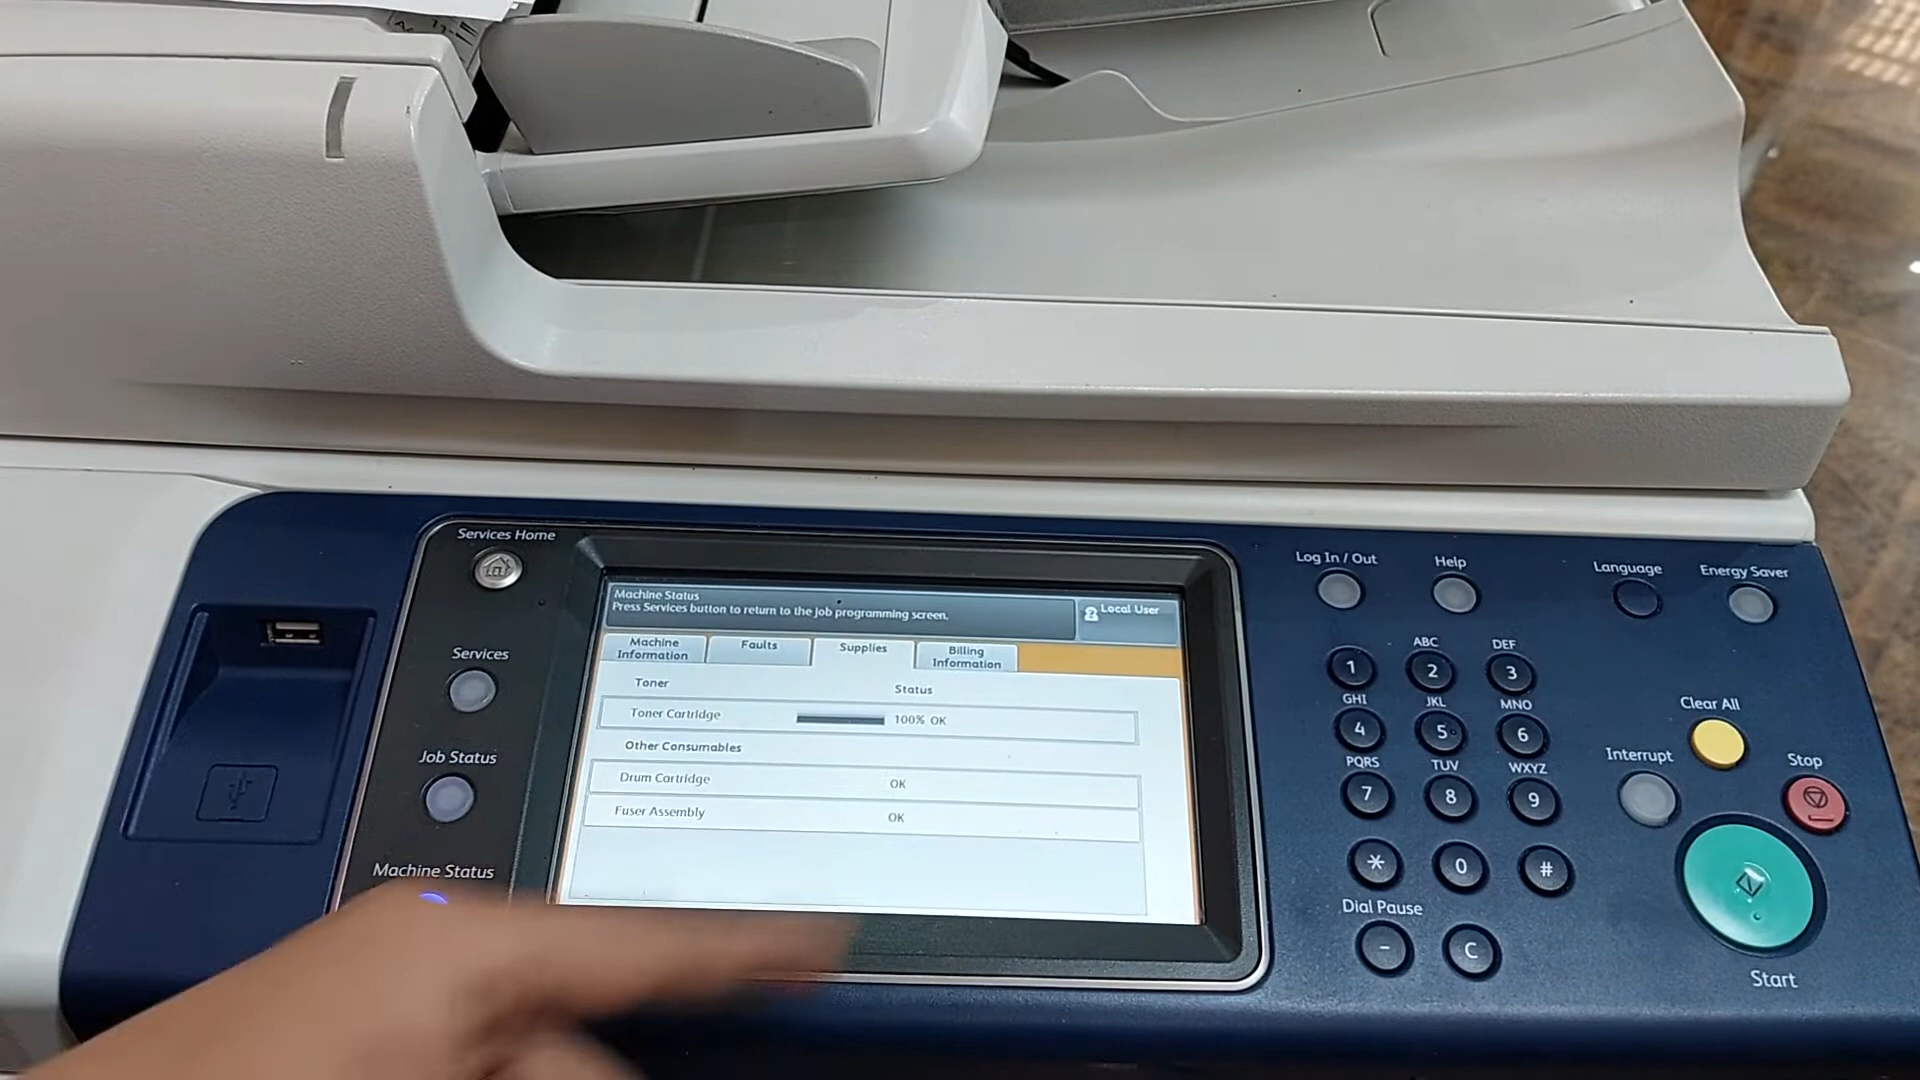 Services Home
Services
Job Status
Machine Status
Machine Status
Press Services button to return to the job programming screen.
Local User
Machine Information
Faults
Supplies
Billing Information
Toner
Status
Toner Cartridge
100% OK
Other Consumables
Drum Cartridge
OK
Fuser Assembly
OK
Log In / Out
Help
Language
Energy Saver
ABC
DEF
1
2
3
GHI
JKL
MNO
4
5
6
PQRS
TUV
WXYZ
7
8
9
*
0
#
Dial Pause
-
C
Clear All
Interrupt
Stop
Start